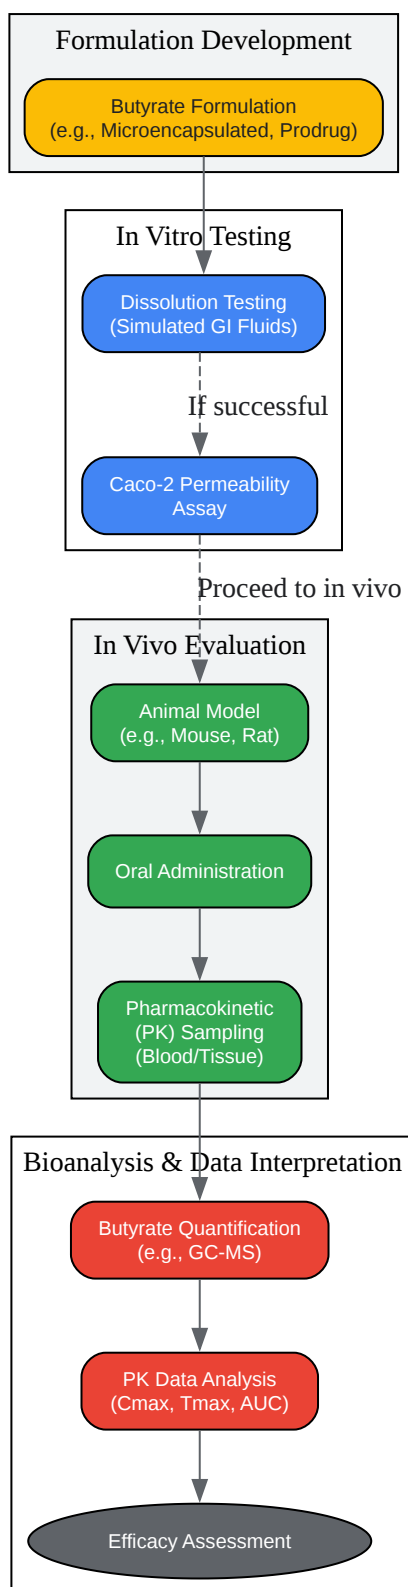 Formulation Development
Butyrate Formulation
(e.g., Microencapsulated, Prodrug)
In Vitro Testing
Dissolution Testing
(Simulated GI Fluids)
If successful
Caco-2 Permeability
Assay
Proceed to in vivo
In Vivo Evaluation
Animal Model
(e.g., Mouse, Rat)
Oral Administration
Pharmacokinetic
(PK) Sampling
(Blood/Tissue)
Bioanalysis & Data Interpretation
Butyrate Quantification
(e.g., GC-MS)
PK Data Analysis
(Cmax, Tmax, AUC)
Efficacy Assessment